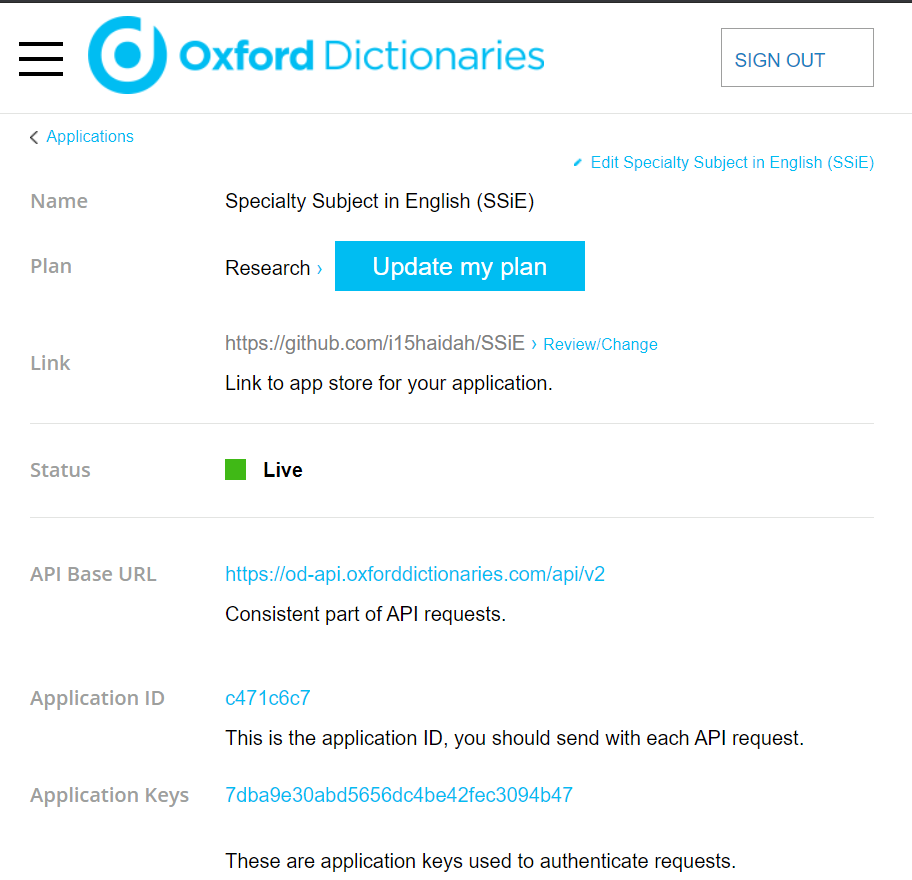 Oxford Dictionaries
SIGN OUT
Applications
Edit Specialty Subject in English (SSiE)
Name Specialty Subject in English (SSiE)
Plan Research › Update my plan
https://github.com/i15haidah/SSiE › Review/Change
Link
Link to app store for your application.
Status Live
API Base URL https://od-api.oxforddictionaries.com/api/v2
Consistent part of API requests.
Application ID c471c6c7
This is the application ID, you should send with each API request.
Application Keys 7dba9e30abd5656dc4be42fec3094b47
These are application keys used to authenticate requests.